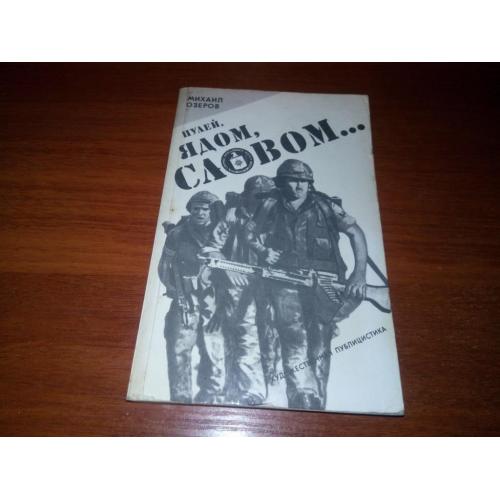 МИХАИЛ
ОЗЕРОВ
ПУЛЕЙ,
ЯДОМ,
СЛОВОМ...
ХУДОЖЕСТВЕННАЯ ПУБЛИЦИСТИКА